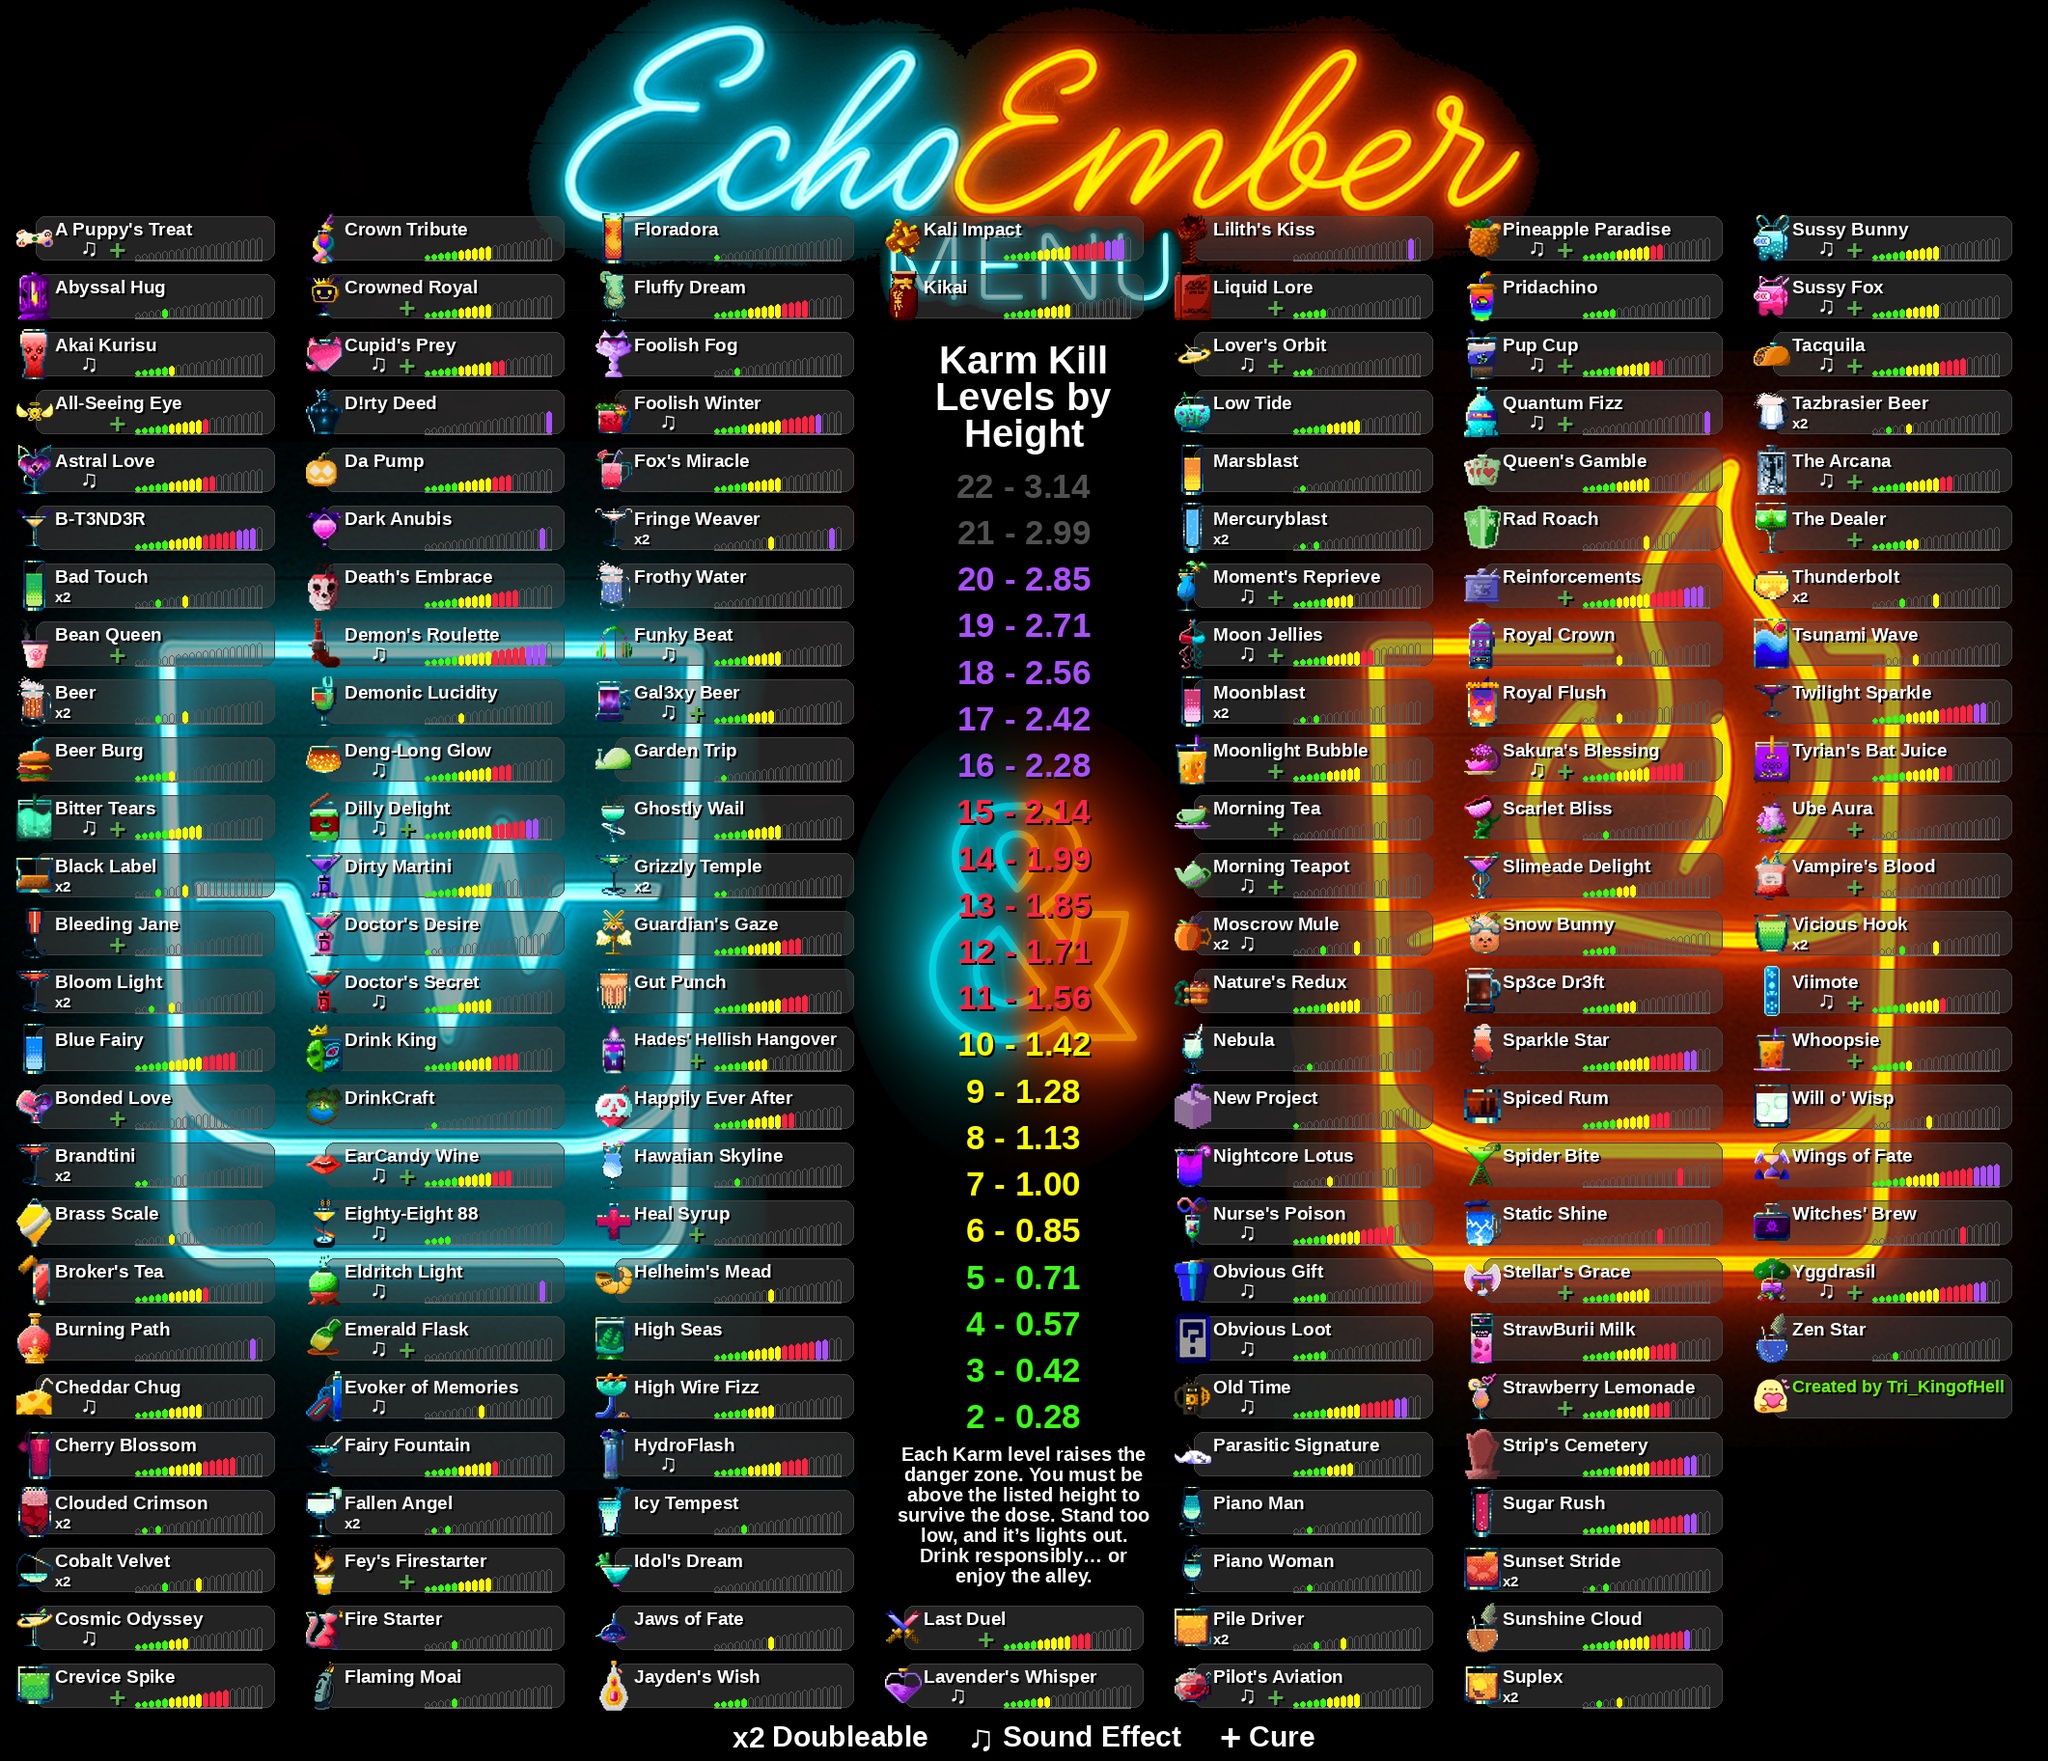 EchoEmber
MENU
A Puppy's Treat
♫ +
Abyssal Hug
Akai Kurisu
♫
All-Seeing Eye
+
Astral Love
♫
B-T3ND3R
Bad Touch
x2
Bean Queen
+
Beer
x2
Beer Burg
Bitter Tears
♫ +
Black Label
x2
Bleeding Jane
+
Bloom Light
x2
Blue Fairy
Bonded Love
+
Brandtini
x2
Brass Scale
Broker's Tea
Burning Path
Cheddar Chug
♫
Cherry Blossom
Clouded Crimson
x2
Cobalt Velvet
x2
Cosmic Odyssey
♫
Crevice Spike
+
Crown Tribute
Crowned Royal
+
Cupid's Prey
♫ +
D!rty Deed
Da Pump
Dark Anubis
Death's Embrace
Demon's Roulette
♫
Demonic Lucidity
Deng-Long Glow
♫
Dilly Delight
♫ +
Dirty Martini
Doctor's Desire
Doctor's Secret
♫
Drink King
DrinkCraft
EarCandy Wine
♫ +
Eighty-Eight 88
♫
Eldritch Light
♫
Emerald Flask
♫ +
Evoker of Memories
♫
Fairy Fountain
Fallen Angel
x2
Fey's Firestarter
+
Fire Starter
Flaming Moai
Floradora
Fluffy Dream
Foolish Fog
Foolish Winter
♫
Fox's Miracle
Fringe Weaver
x2
Frothy Water
Funky Beat
♫
Gal3xy Beer
♫ +
Garden Trip
Ghostly Wail
Grizzly Temple
x2
Guardian's Gaze
Gut Punch
Hades' Hellish Hangover
+
Happily Ever After
Hawaiian Skyline
Heal Syrup
+
Helheim's Mead
High Seas
High Wire Fizz
HydroFlash
♫
Icy Tempest
Idol's Dream
Jaws of Fate
Jayden's Wish
Kali Impact
Kikai
Karm Kill
Levels by
Height
22 - 3.14
21 - 2.99
20 - 2.85
19 - 2.71
18 - 2.56
17 - 2.42
16 - 2.28
15 - 2.14
14 - 1.99
13 - 1.85
12 - 1.71
11 - 1.56
10 - 1.42
9 - 1.28
8 - 1.13
7 - 1.00
6 - 0.85
5 - 0.71
4 - 0.57
3 - 0.42
2 - 0.28
&
Each Karm level raises the
danger zone. You must be
above the listed height to
survive the dose. Stand too
low, and it's lights out.
Drink responsibly… or
enjoy the alley.
Last Duel
+
Lavender's Whisper
♫
Lilith's Kiss
Liquid Lore
+
Lover's Orbit
♫ +
Low Tide
Marsblast
Mercuryblast
x2
Moment's Reprieve
♫ +
Moon Jellies
♫ +
Moonblast
x2
Moonlight Bubble
+
Morning Tea
+
Morning Teapot
♫ +
Moscrow Mule
x2 ♫
Nature's Redux
Nebula
New Project
Nightcore Lotus
Nurse's Poison
♫
Obvious Gift
♫
Obvious Loot
♫
Old Time
♫
Parasitic Signature
Piano Man
Piano Woman
Pile Driver
x2
Pilot's Aviation
♫ +
Pineapple Paradise
♫ +
Pridachino
Pup Cup
♫ +
Quantum Fizz
♫ +
Queen's Gamble
Rad Roach
Reinforcements
+
Royal Crown
Royal Flush
Sakura's Blessing
♫ +
Scarlet Bliss
Slimeade Delight
Snow Bunny
Sp3ce Dr3ft
Sparkle Star
Spiced Rum
Spider Bite
Static Shine
Stellar's Grace
+
StrawBurii Milk
Strawberry Lemonade
+
Strip's Cemetery
Sugar Rush
Sunset Stride
x2
Sunshine Cloud
Suplex
x2
Sussy Bunny
♫ +
Sussy Fox
♫ +
Tacquila
Tazbrasier Beer
x2
The Arcana
♫ +
The Dealer
+
Thunderbolt
x2
Tsunami Wave
Twilight Sparkle
Tyrian's Bat Juice
Ube Aura
+
Vampire's Blood
+
Vicious Hook
x2
Viimote
♫ +
Whoopsie
+
Will o' Wisp
Wings of Fate
Witches' Brew
Yggdrasil
♫ +
Zen Star
Created by Tri_KingofHell
x2 Doubleable ♫ Sound Effect + Cure